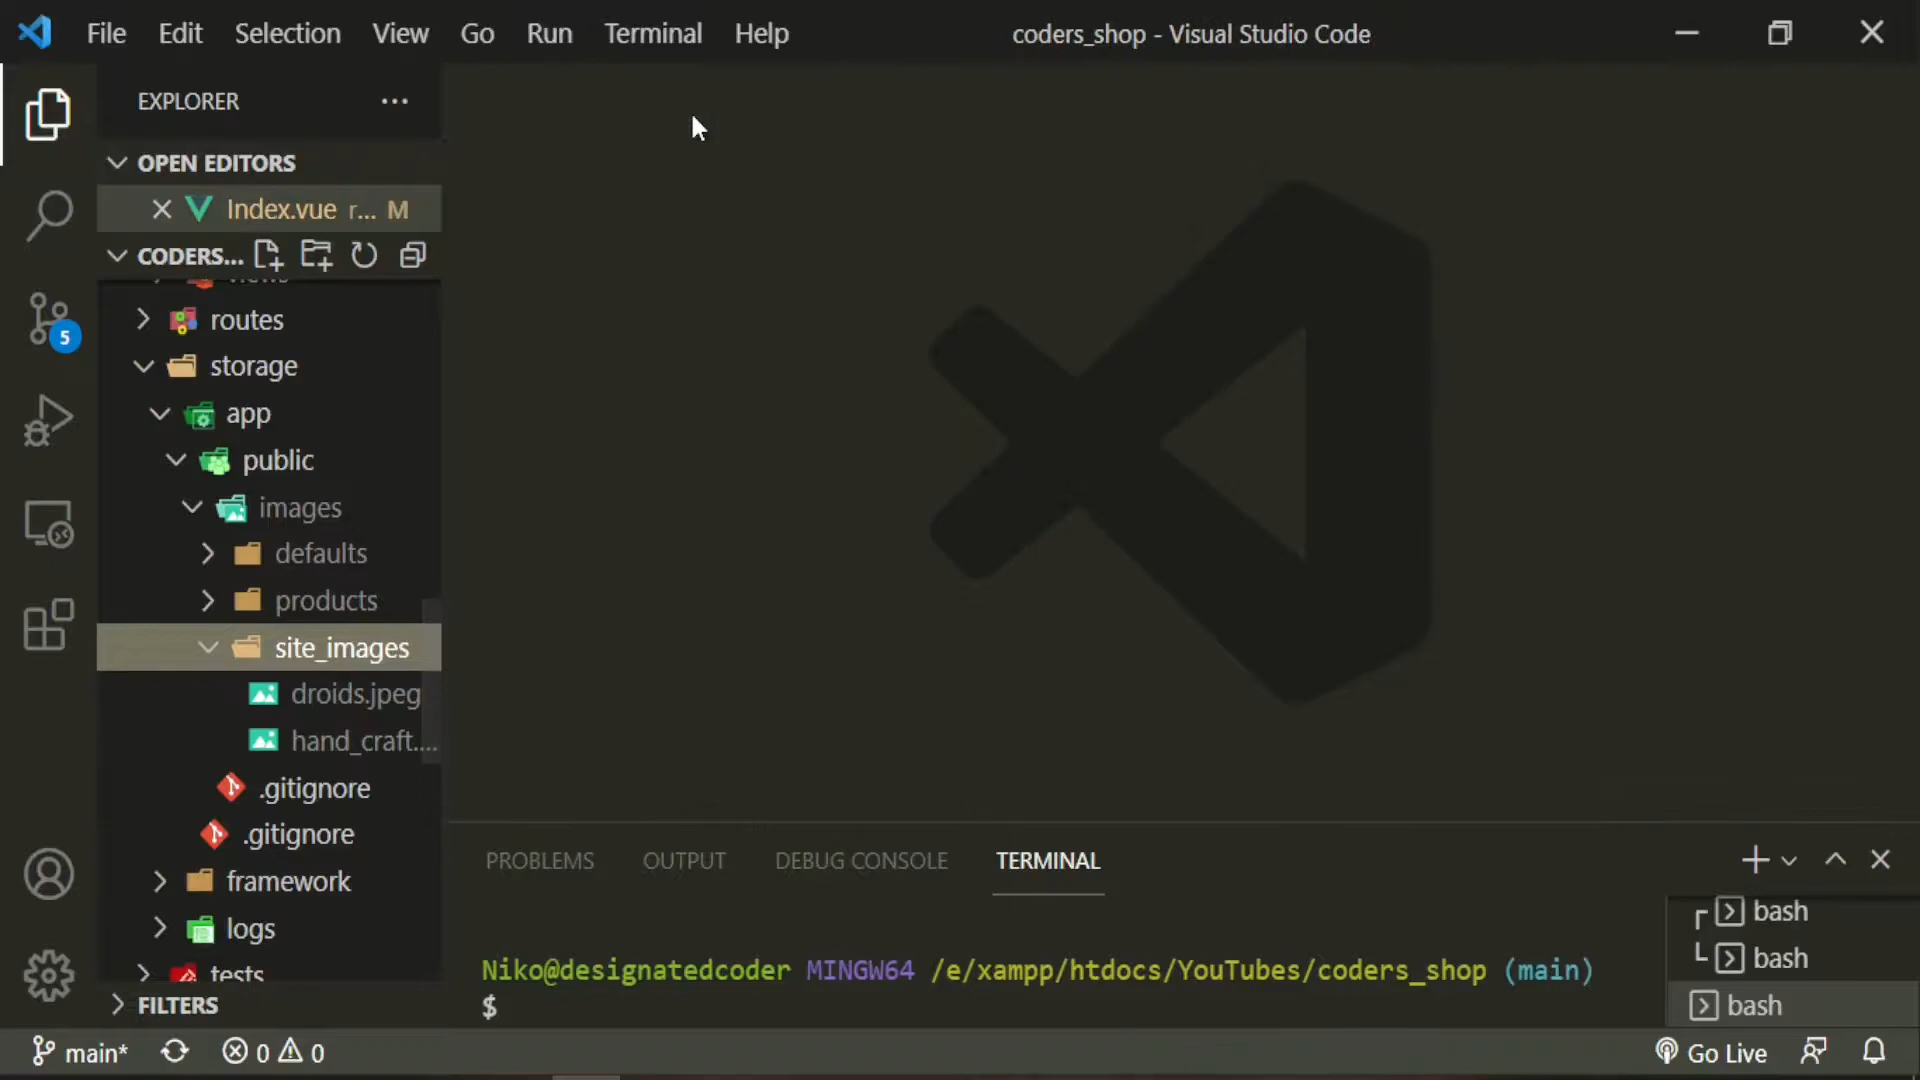 File Edit Selection View Go Run Terminal Help
coders_shop - Visual Studio Code
EXPLORER
OPEN EDITORS
Index.vue r... M
CODERS...
views
routes
storage
app
public
images
defaults
products
site_images
droids.jpeg
hand_craft....
.gitignore
.gitignore
framework
logs
tests
FILTERS
5
PROBLEMS OUTPUT DEBUG CONSOLE TERMINAL
Niko@designatedcoder MINGW64 /e/xampp/htdocs/YouTubes/coders_shop (main)
$
bash
bash
bash
main* 0 0
Go Live